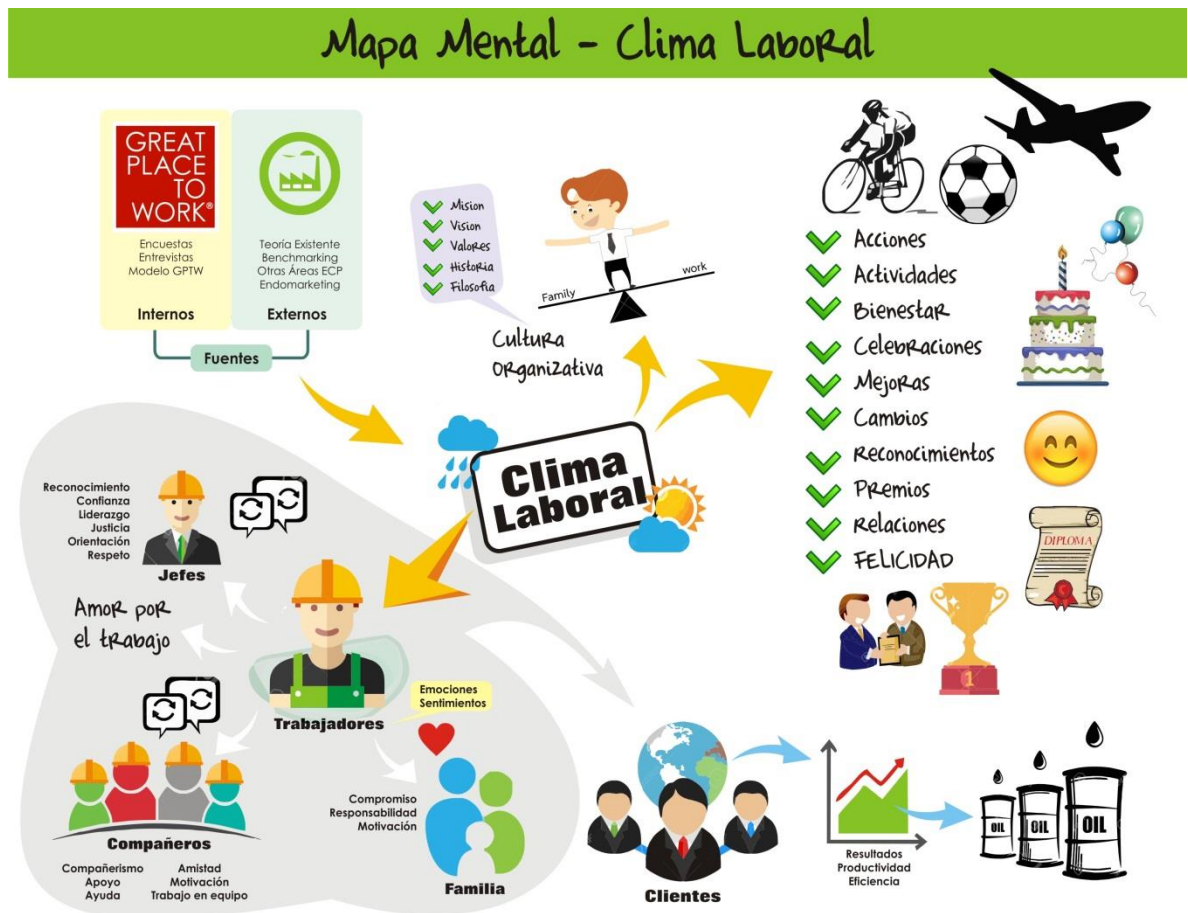 Mapa Mental - Clima Laboral
GREAT
PLACE
TO
WORK®
Encuestas
Entrevistas
Modelo GPTW
Internos
Teoría Existente
Benchmarking
Otras Áreas ECP
Endomarketing
Externos
Fuentes
Mision
Vision
Valores
Historia
Filosofia
Family
work
Cultura
Organizativa
Acciones
Actividades
Bienestar
Celebraciones
Mejoras
Cambios
Reconocimientos
Premios
Relaciones
FELICIDAD
DIPLOMA
1
Clima
Laboral
Reconocimiento
Confianza
Liderazgo
Justicia
Orientación
Respeto
Jefes
Amor por
el trabajo
Trabajadores
Emociones
Sentimientos
Compañeros
Compañerismo
Apoyo
Ayuda
Amistad
Motivación
Trabajo en equipo
Compromiso
Responsabilidad
Motivación
Familia
Clientes
Resultados
Productividad
Eficiencia
OIL
OIL
OIL